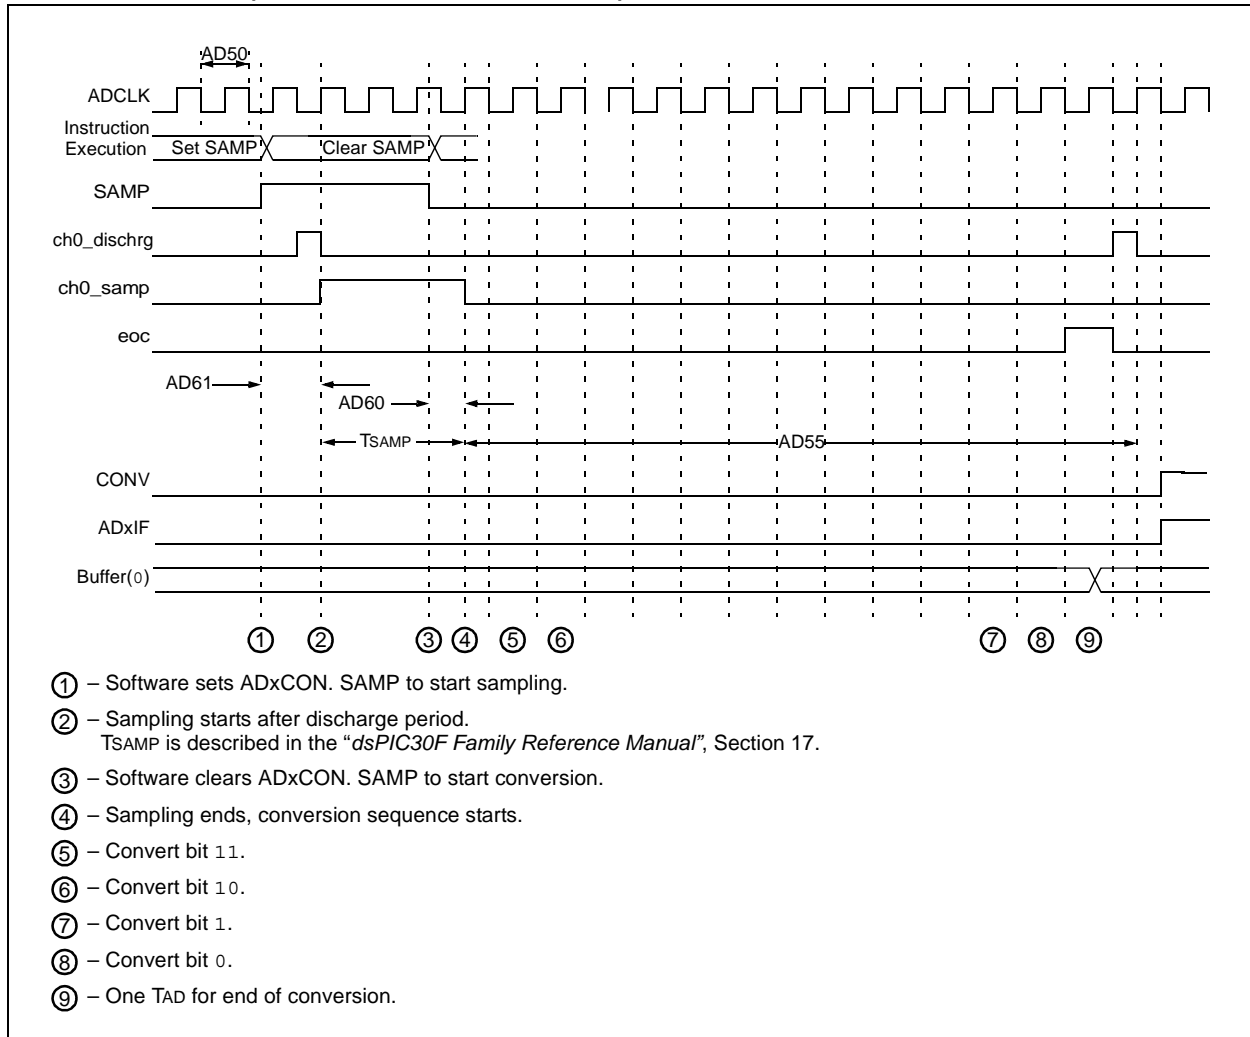 AD50
ADCLK
Instruction
Execution
Set SAMP
Clear SAMP
SAMP
ch0_dischrg
ch0_samp
eoc
AD61
AD60
TSAMP
AD55
CONV
ADxIF
Buffer(0)
1 2 3 4 5 6 7 8 9
1 – Software sets ADxCON. SAMP to start sampling.
2 – Sampling starts after discharge period.
TSAMP is described in the “dsPIC30F Family Reference Manual”, Section 17.
3 – Software clears ADxCON. SAMP to start conversion.
4 – Sampling ends, conversion sequence starts.
5 – Convert bit 11.
6 – Convert bit 10.
7 – Convert bit 1.
8 – Convert bit 0.
9 – One TAD for end of conversion.